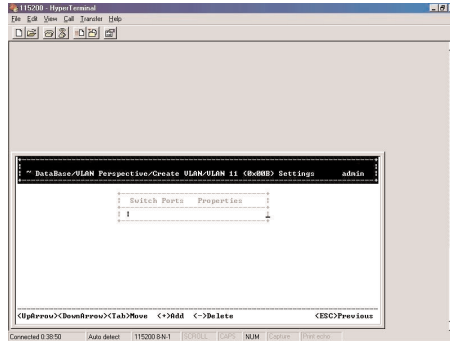 115200 - HyperTerminal
File Edit View Call Transfer Help
~ DataBase/VLAN Perspective/Create VLAN/VLAN 11 <0x00B> Settings admin
Switch Ports Properties
<UpArrow><DownArrow><Tab>Move <+>Add <->Delete <ESC>Previous
Connected 0:38:50 Auto detect 115200 8-N-1 SCROLL CAPS NUM Capture Print echo